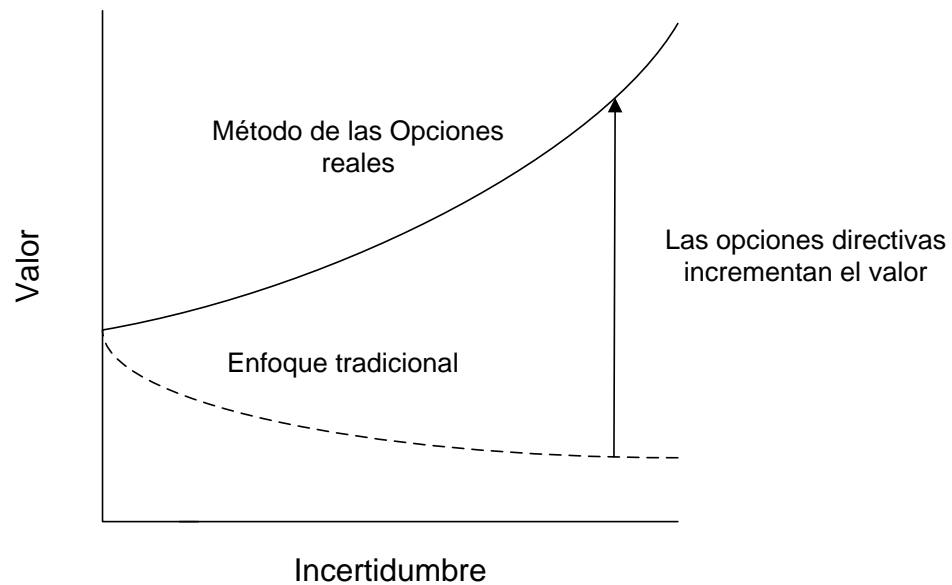 Método de las Opciones
reales
Valor
Las opciones directivas
incrementan el valor
Enfoque tradicional
Incertidumbre